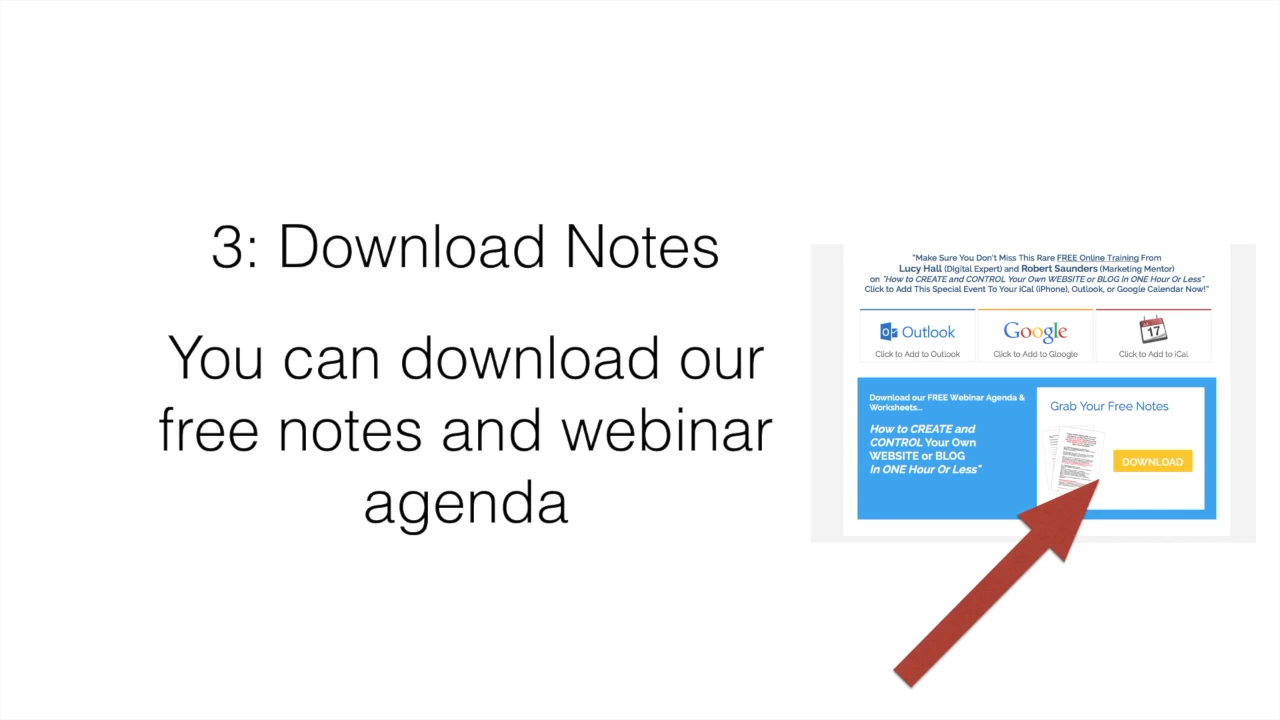 3: Download Notes
You can download our
free notes and webinar
agenda
"Make Sure You Don't Miss This Rare FREE Online Training From
Lucy Hall (Digital Expert) and Robert Saunders (Marketing Mentor)
on "How to CREATE and CONTROL Your Own WEBSITE or BLOG in ONE Hour Or Less"
Click to Add This Special Event To Your iCal (iPhone), Outlook, or Google Calendar Now!"
Outlook
Click to Add to Outlook
Google
Click to Add to Gloogle
17
Click to Add to iCal
Download our FREE Webinar Agenda &
Worksheets...
How to CREATE and
CONTROL Your Own
WEBSITE or BLOG
In ONE Hour Or Less"
Grab Your Free Notes
DOWNLOAD